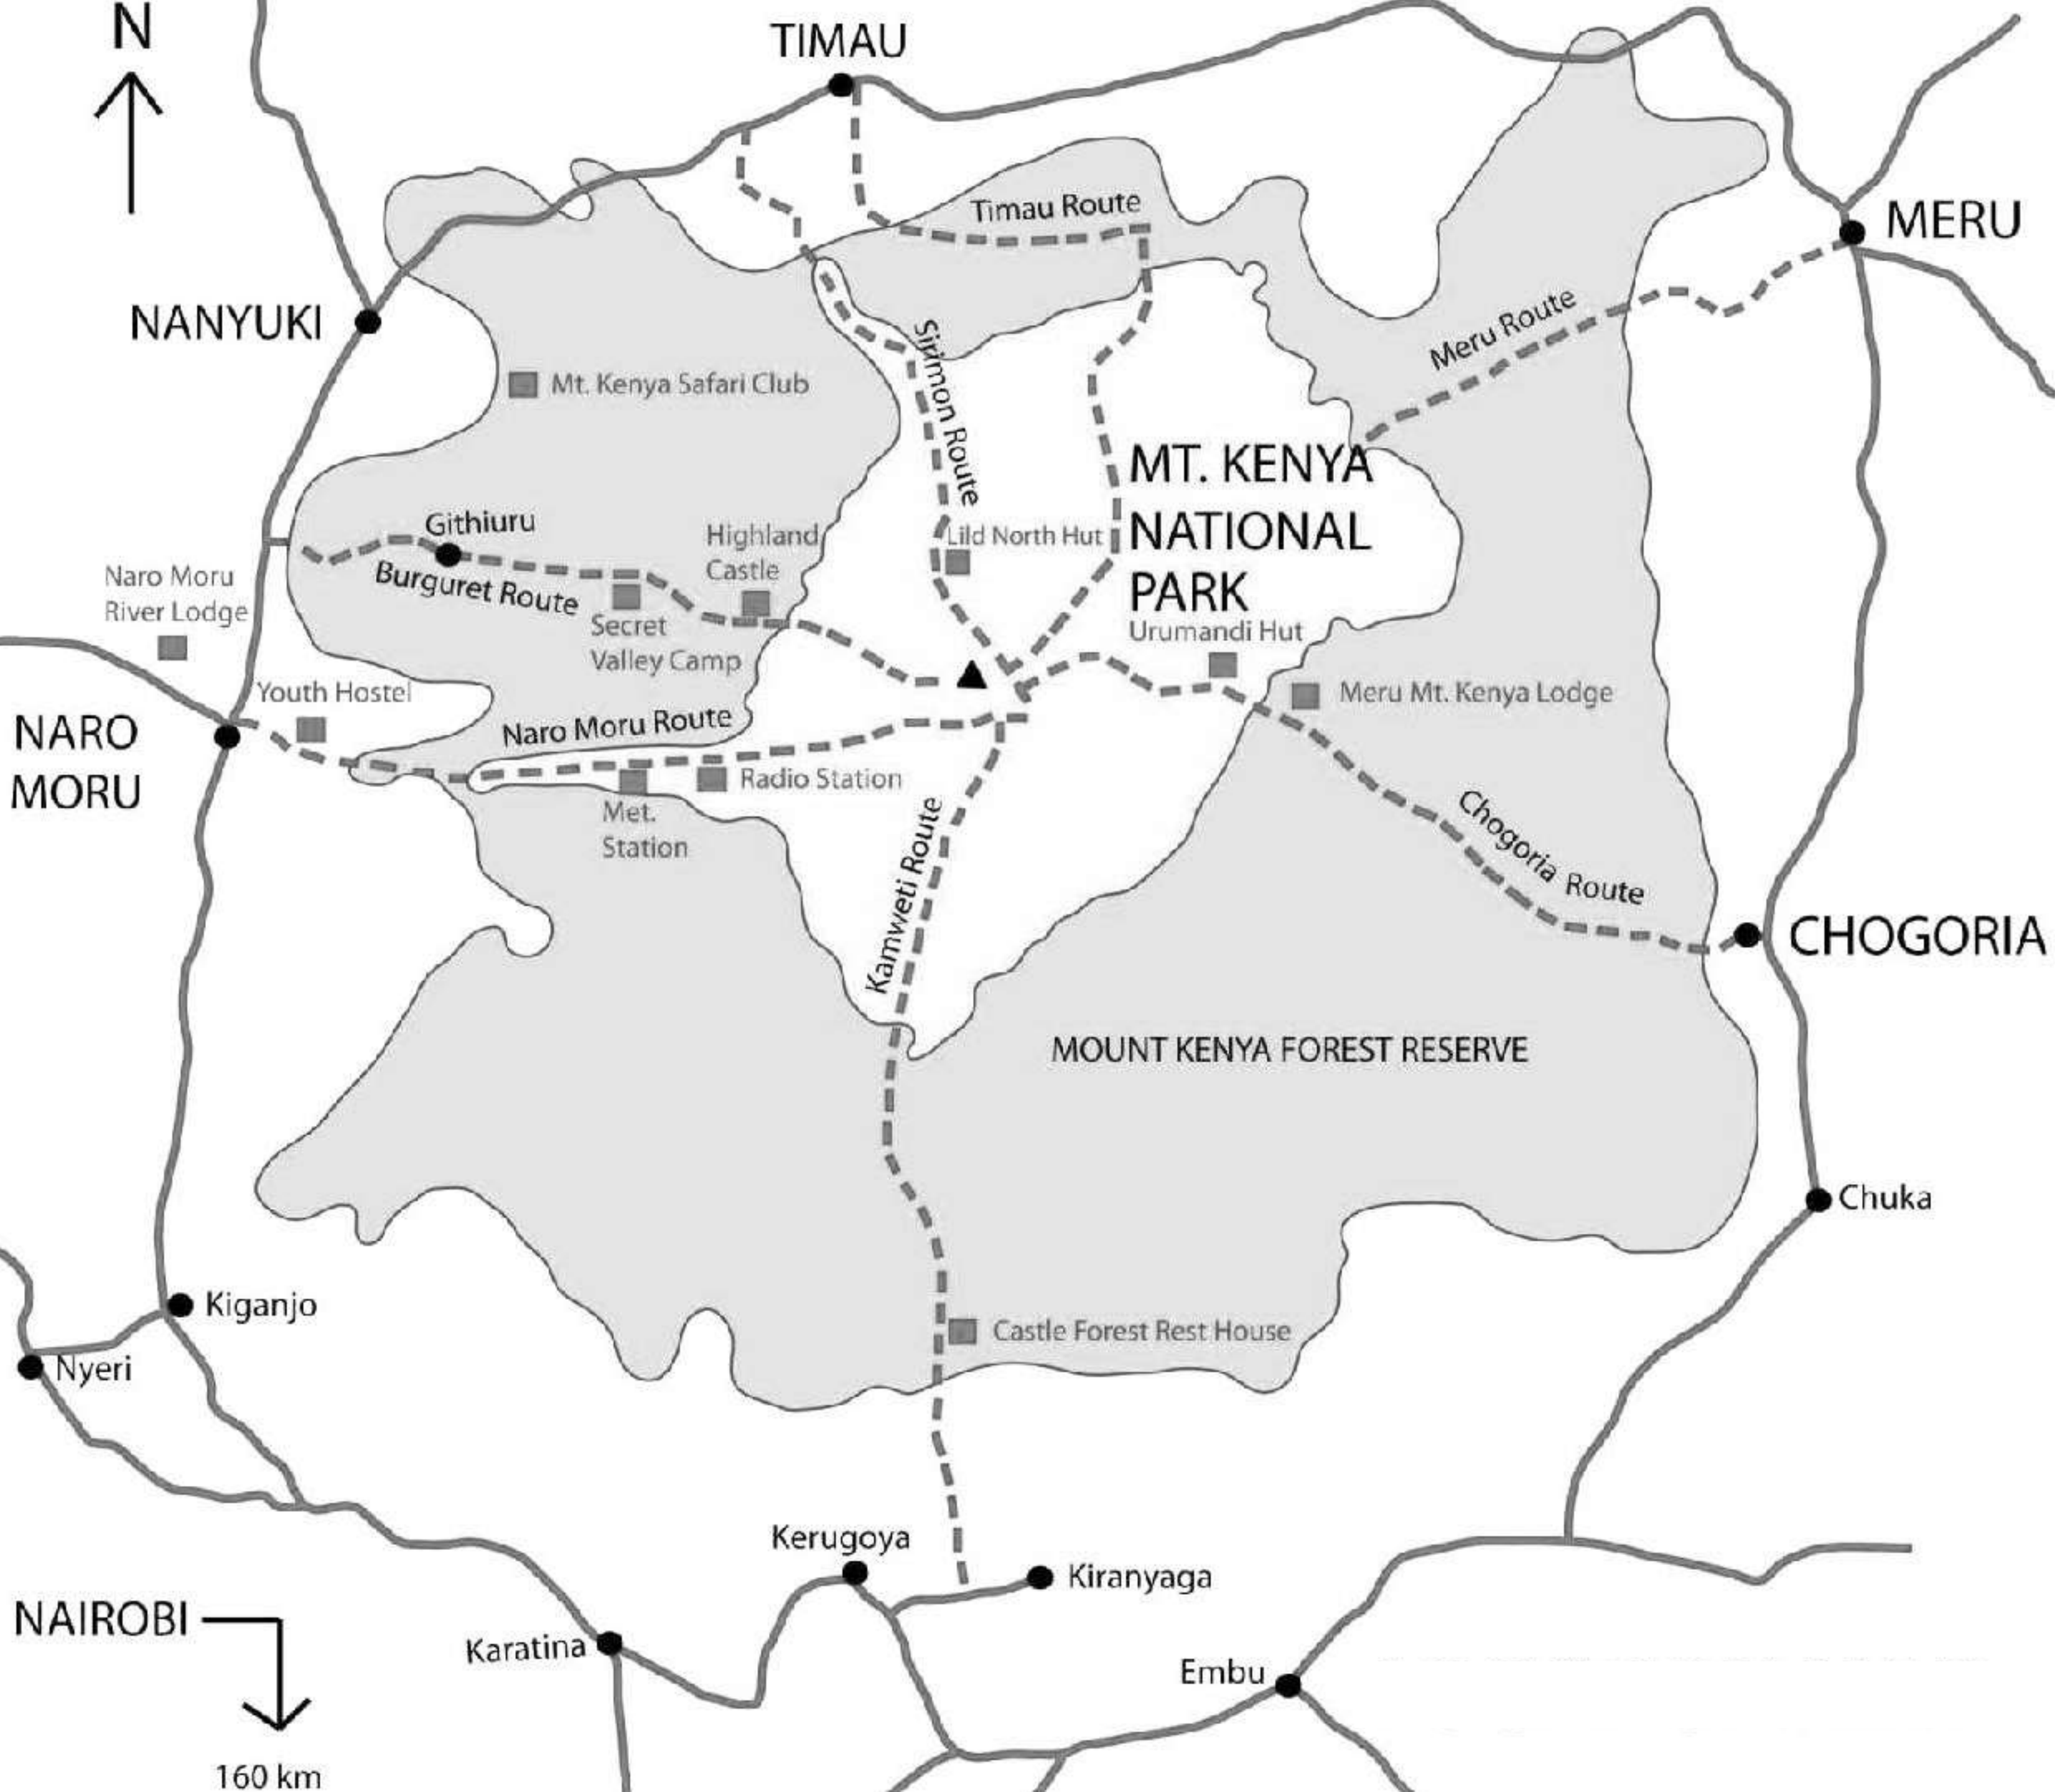 N
TIMAU
MERU
Timau Route
NANYUKI
Meru Route
Sirimon Route
Mt. Kenya Safari Club
MT. KENYA
NATIONAL
PARK
Githiuru
Highland
Castle
Lild North Hut
Burguret Route
Naro Moru
River Lodge
Secret
Valley Camp
Urumandi Hut
Youth Hostel
Meru Mt. Kenya Lodge
NARO
MORU
Naro Moru Route
Radio Station
Met.
Station
Kamweti Route
Chogoria Route
CHOGORIA
MOUNT KENYA FOREST RESERVE
Chuka
Kiganjo
Castle Forest Rest House
Nyeri
Kerugoya
Kiranyaga
NAIROBI
Karatina
Embu
160 km